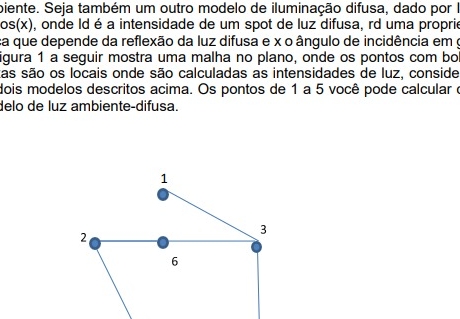 biente. Seja também um outro modelo de iluminação difusa, dado por I
os(x), onde Id é a intensidade de um spot de luz difusa, rd uma proprie
ca que depende da reflexão da luz difusa e x o ângulo de incidência em g
igura 1 a seguir mostra uma malha no plano, onde os pontos com bol
tas são os locais onde são calculadas as intensidades de luz, conside
dois modelos descritos acima. Os pontos de 1 a 5 você pode calcular c
delo de luz ambiente-difusa.
1
2
3
6